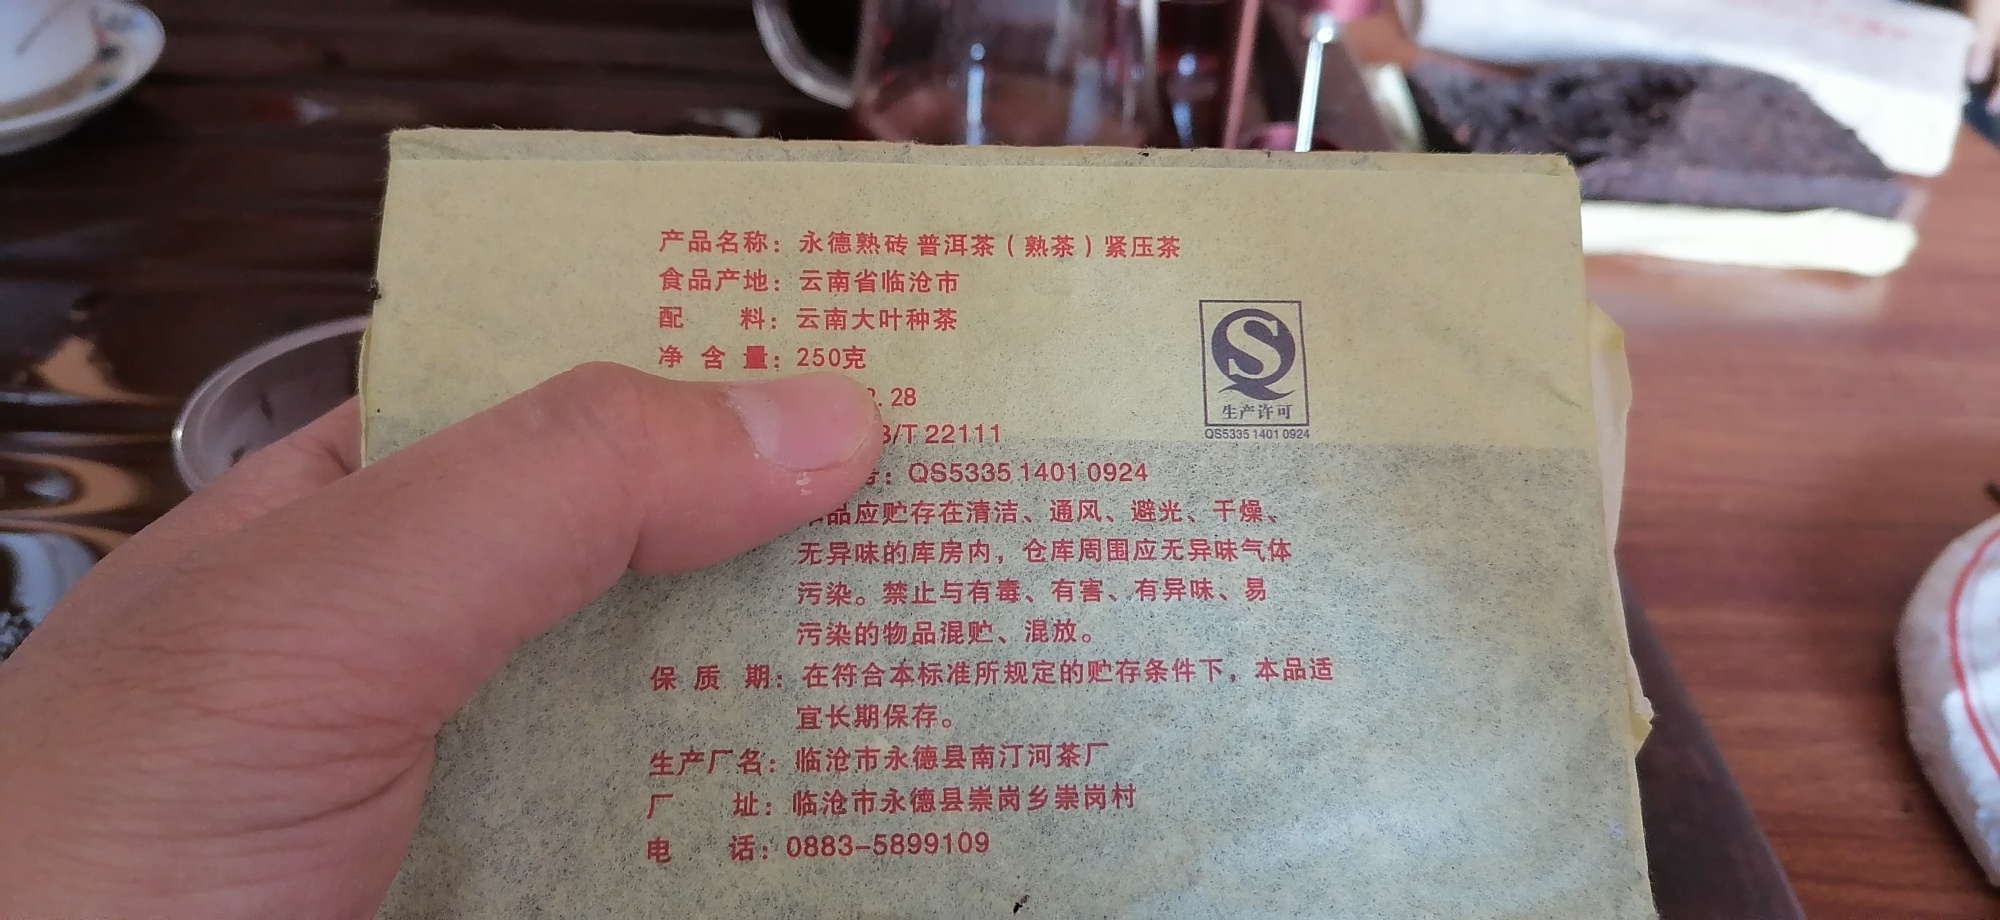 产品名称：永德熟砖 普洱茶（熟茶）紧压茶
食品产地：云南省临沧市
配 料：云南大叶种茶
净 含 量：250克
. 28
/T 22111
：QS5335 1401 0924
品应贮存在清洁、通风、避光、干燥、
无异味的库房内，仓库周围应无异味气体
污染。禁止与有毒、有害、有异味、易
污染的物品混贮、混放。
保 质 期：在符合本标准所规定的贮存条件下，本品适
宜长期保存。
生产厂名：临沧市永德县南汀河茶厂
厂 址：临沧市永德县崇岗乡崇岗村
电 话：0883-5899109
QS
生产许可
QS5335 1401 0924